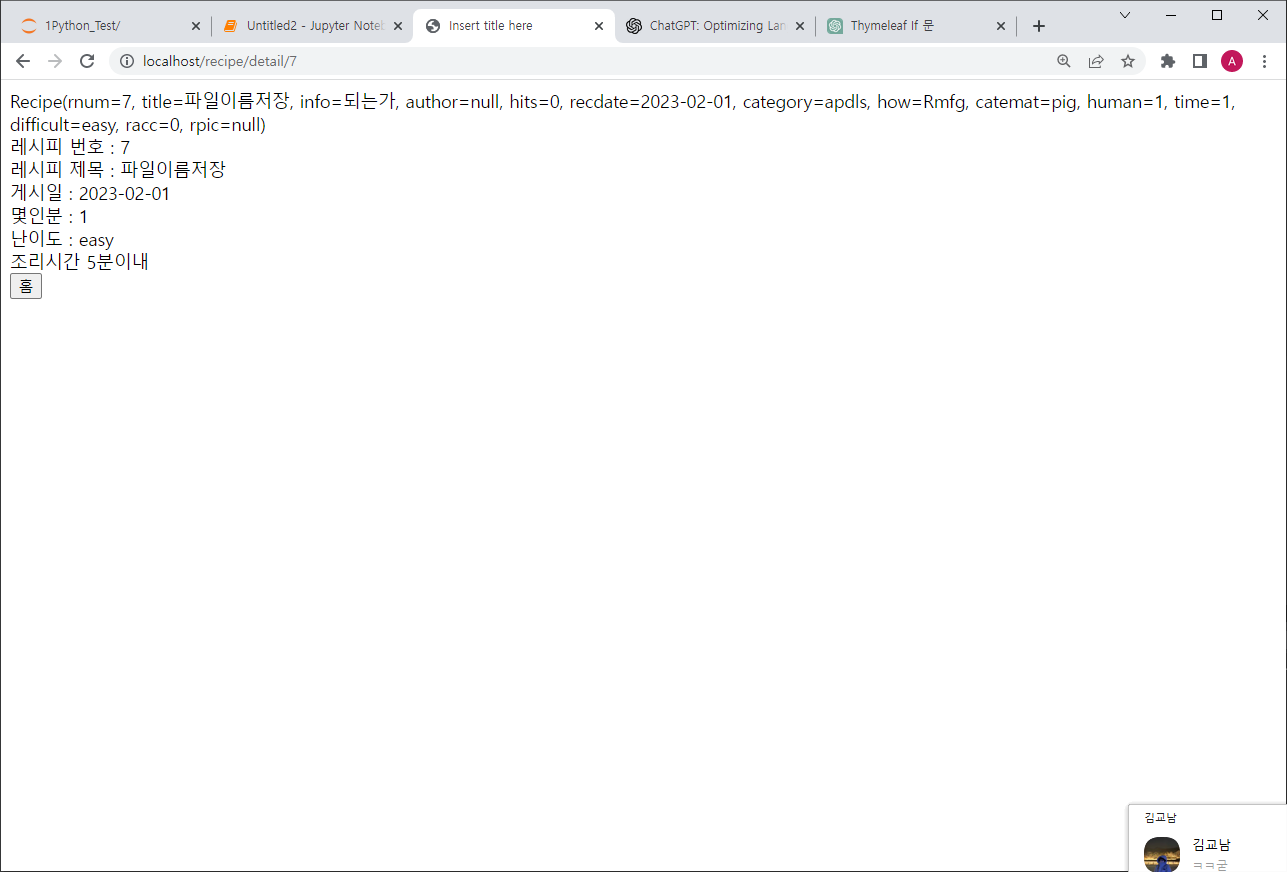 1Python_Test/
Untitled2 - Jupyter Noteb
Insert title here
ChatGPT: Optimizing Lan
Thymeleaf If 문
localhost/recipe/detail/7
A
Recipe(rnum=7, title=파일이름저장, info=되는가, author=null, hits=0, recdate=2023-02-01, category=apdls, how=Rmfg, catemat=pig, human=1, time=1,
difficult=easy, racc=0, rpic=null)
레시피 번호 : 7
레시피 제목 : 파일이름저장
게시일 : 2023-02-01
몇인분 : 1
난이도 : easy
조리시간 5분이내
홈
김교남
김교남
ㅋㅋ굳